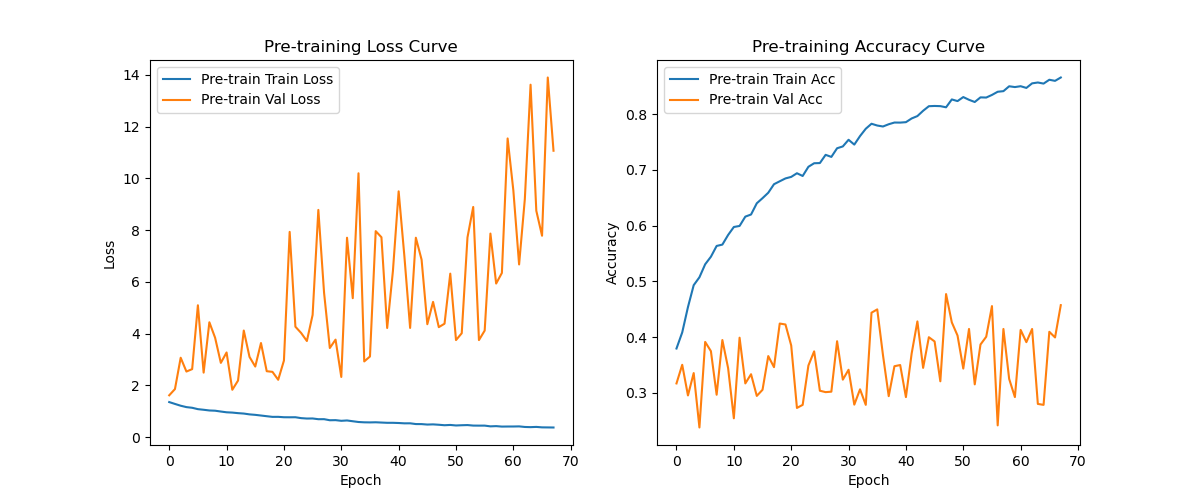 Pre-training Loss Curve
Pre-train Train Loss
Pre-train Val Loss
14
12
10
8
6
4
2
0
Loss
0 10 20 30 40 50 60 70
Epoch
Pre-training Accuracy Curve
Pre-train Train Acc
Pre-train Val Acc
0.8
0.7
0.6
0.5
0.4
0.3
Accuracy
0 10 20 30 40 50 60 70
Epoch